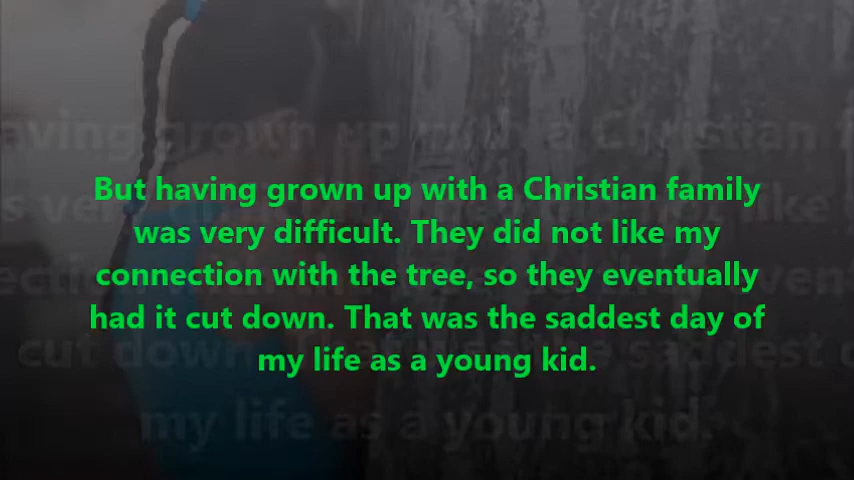 But having grown up with a Christian family
was very difficult. They did not like my
connection with the tree, so they eventually
had it cut down. That was the saddest day of
my life as a young kid.